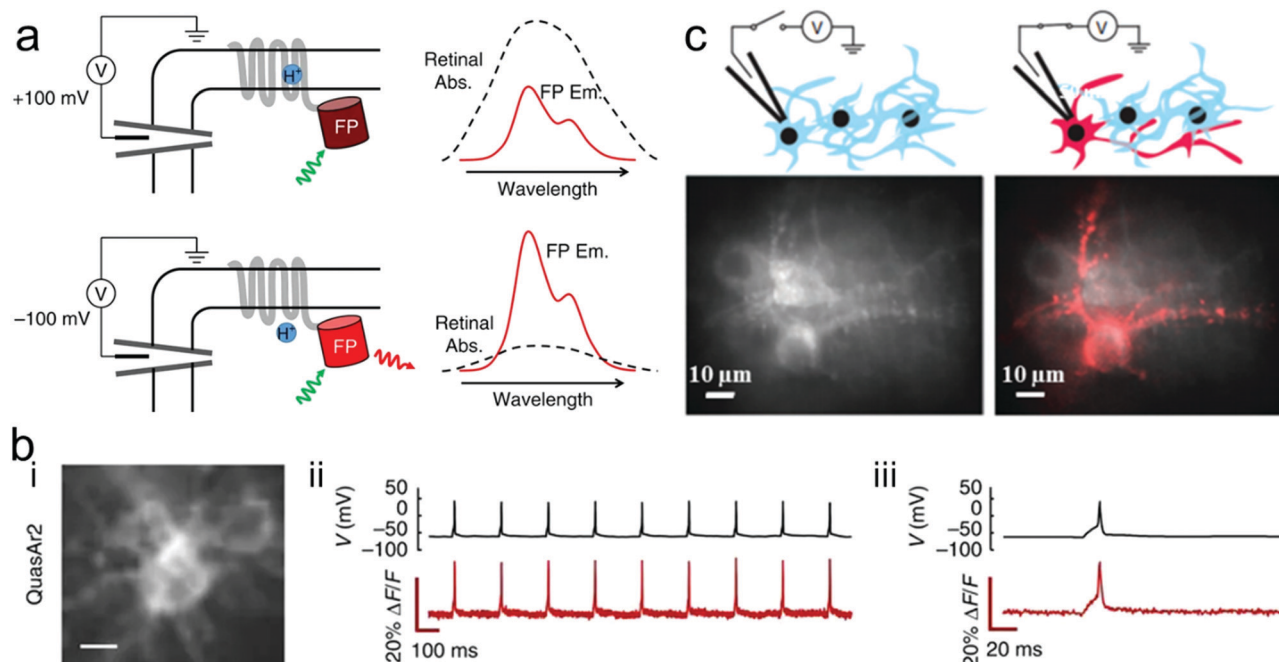 a
V
+100 mV
H+
FP
Retinal
Abs.
FP Em.
Wavelength
V
−100 mV
H+
FP
FP Em.
Retinal
Abs.
Wavelength
c
V
V
10 µm
10 µm
b
i
QuasAr2
ii
V (mV)
50
0
−50
−100
20% ΔF/F
100 ms
iii
V (mV)
50
0
−50
−100
20% ΔF/F
20 ms